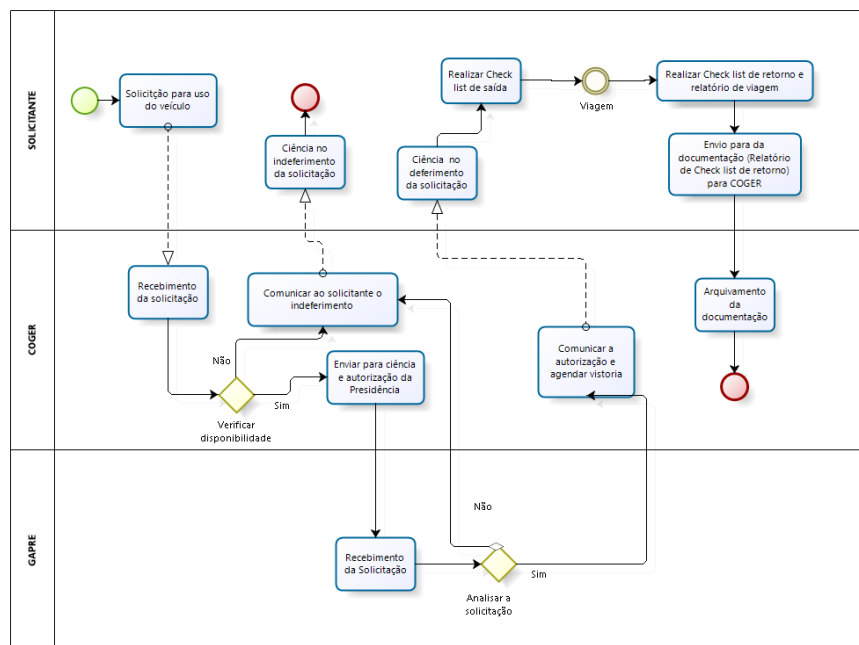 SOLICITANTE
Solicitção para uso
do veículo
Ciência no
indeferimento
da solicitação
Realizar Check
list de saída
Ciência no
deferimento
da solicitação
Viagem
Realizar Check list de retorno e
relatório de viagem
Envio para da
documentação (Relatório
de Check list de retorno)
para COGER
COGER
Recebimento
da solicitação
Comunicar ao solicitante o
indeferimento
Não
Verificar
disponibilidade
Sim
Enviar para ciência
e autorização da
Presidência
Comunicar a
autorização e
agendar vistoria
Arquivamento
da
documentação
GAPRE
Recebimento
da Solicitação
Não
Analisar a
solicitação
Sim